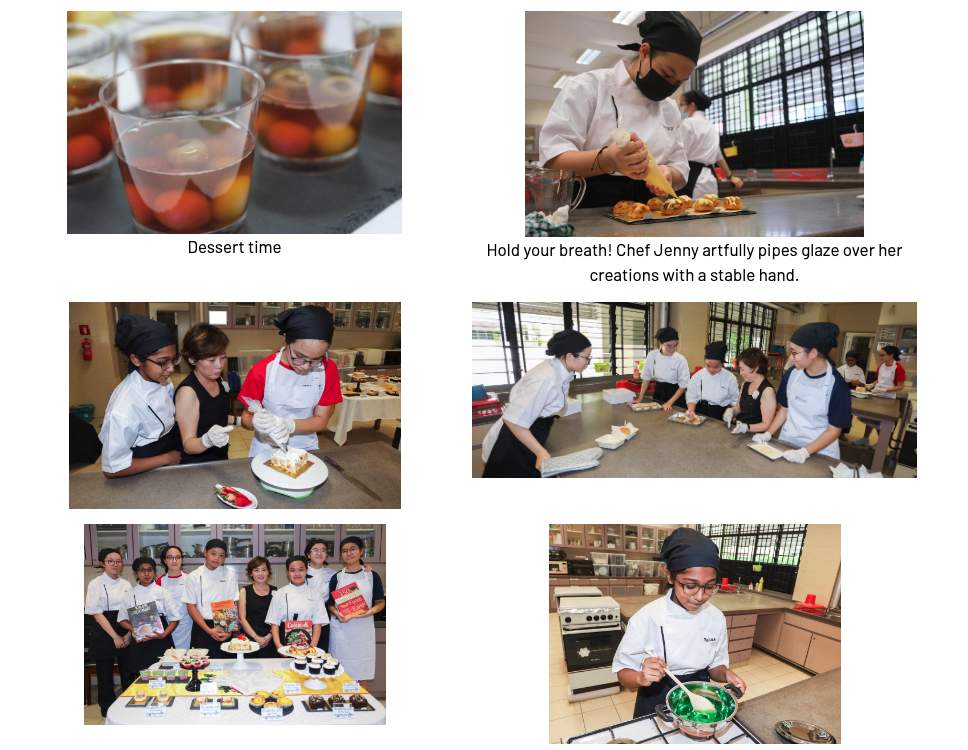 Dessert time
Hold your breath! Chef Jenny artfully pipes glaze over her
creations with a stable hand.